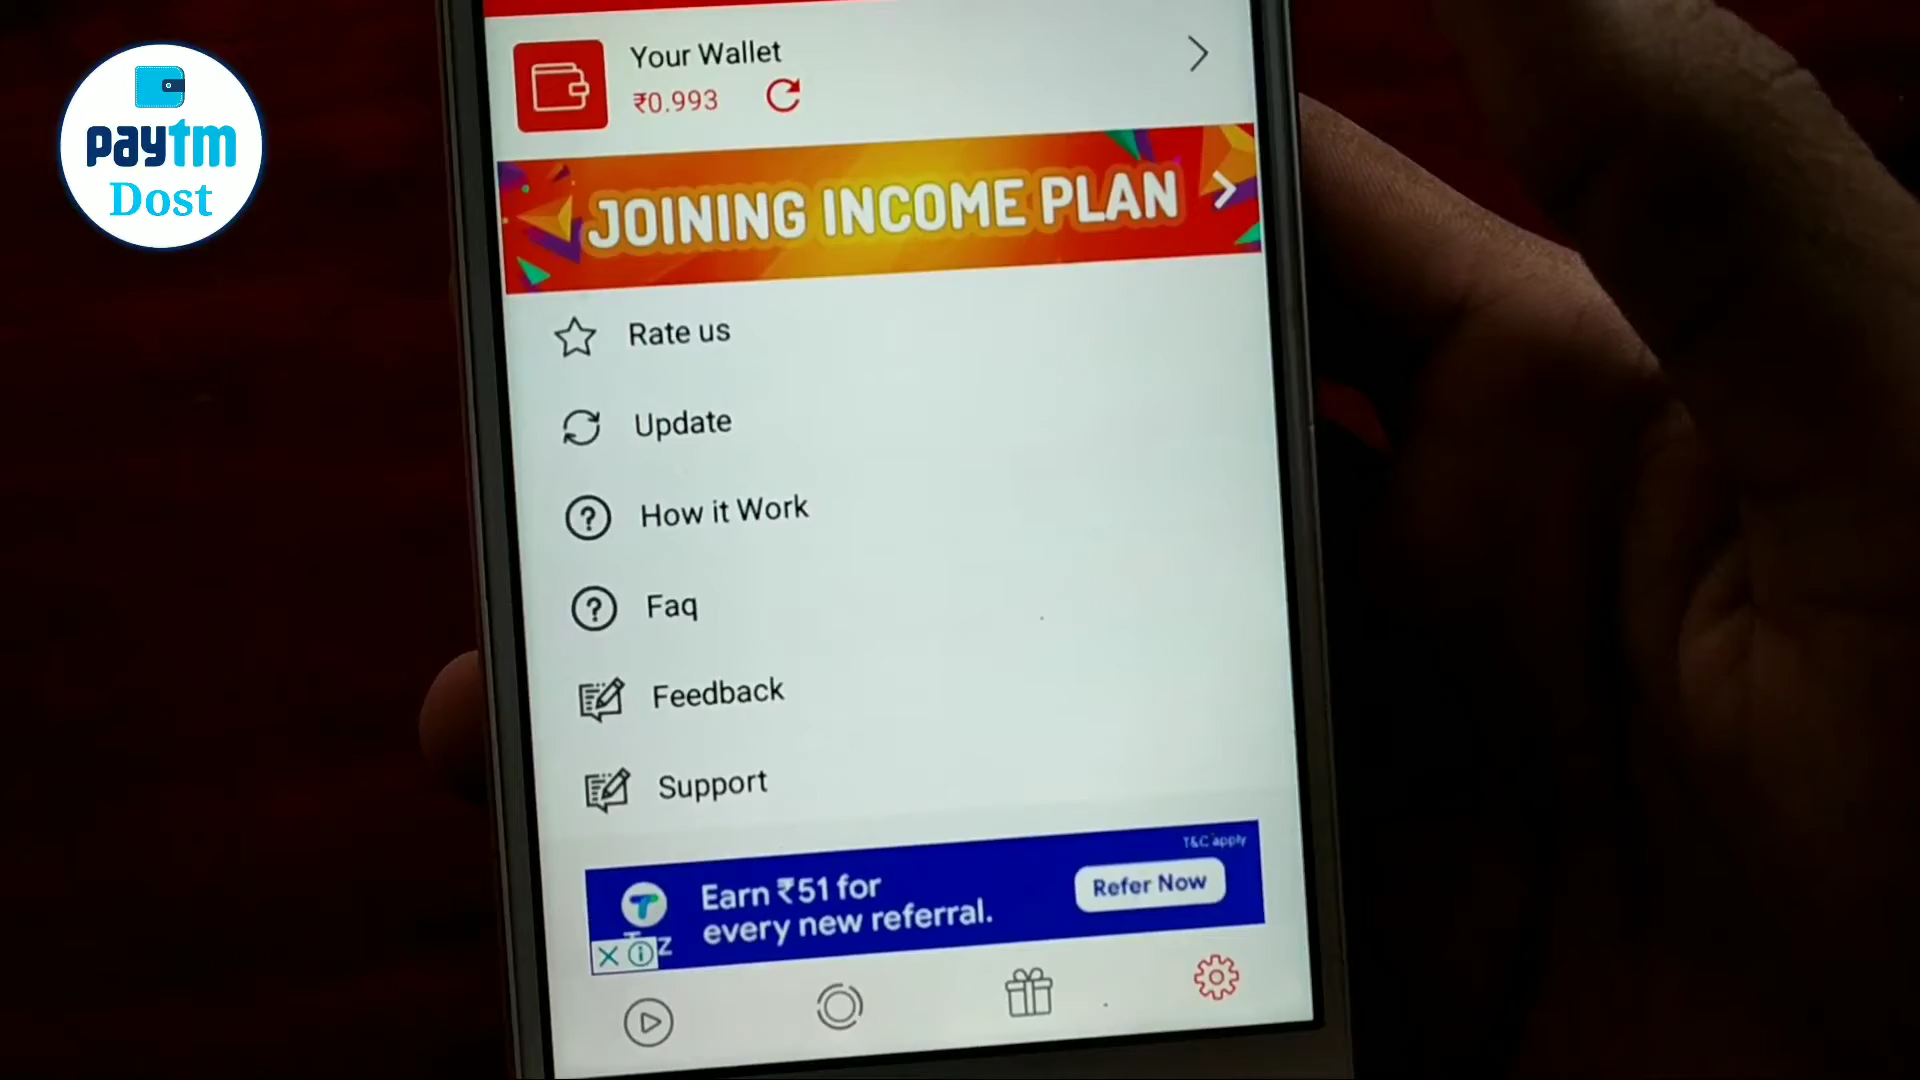 paytm
Dost
Your Wallet
₹0.993
JOINING INCOME PLAN
Rate us
Update
How it Work
Faq
Feedback
Support
T&C apply
Earn ₹51 for
every new referral.
Refer Now